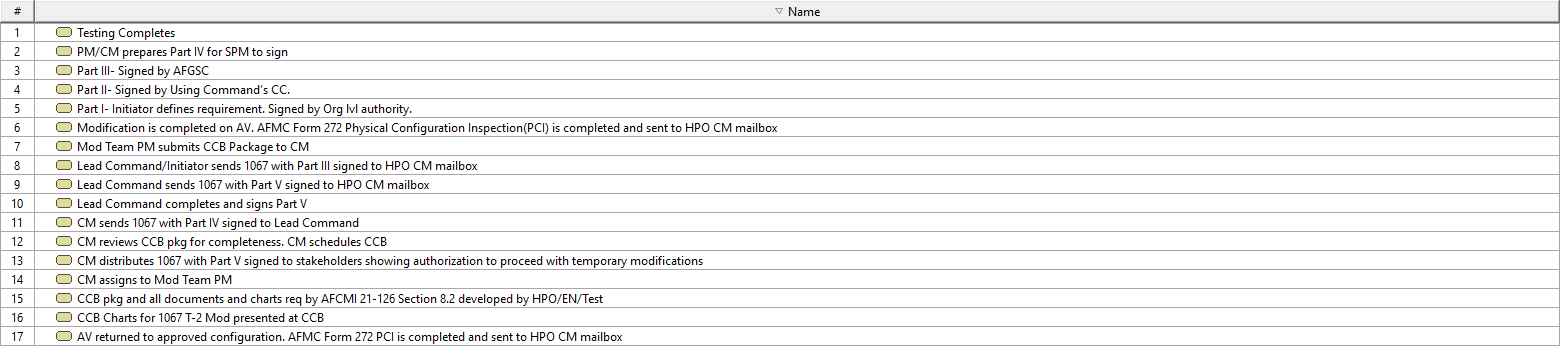 # Name
1 Testing Completes
2 PM/CM prepares Part IV for SPM to sign
3 Part III- Signed by AFGSC
4 Part II- Signed by Using Command's CC.
5 Part I- Initiator defines requirement. Signed by Org lvl authority.
6 Modification is completed on AV. AFMC Form 272 Physical Configuration Inspection(PCI) is completed and sent to HPO CM mailbox
7 Mod Team PM submits CCB Package to CM
8 Lead Command/Initiator sends 1067 with Part III signed to HPO CM mailbox
9 Lead Command sends 1067 with Part V signed to HPO CM mailbox
10 Lead Command completes and signs Part V
11 CM sends 1067 with Part IV signed to Lead Command
12 CM reviews CCB pkg for completeness. CM schedules CCB
13 CM distributes 1067 with Part V signed to stakeholders showing authorization to proceed with temporary modifications
14 CM assigns to Mod Team PM
15 CCB pkg and all documents and charts req by AFCMI 21-126 Section 8.2 developed by HPO/EN/Test
16 CCB Charts for 1067 T-2 Mod presented at CCB
17 AV returned to approved configuration. AFMC Form 272 PCI is completed and sent to HPO CM mailbox